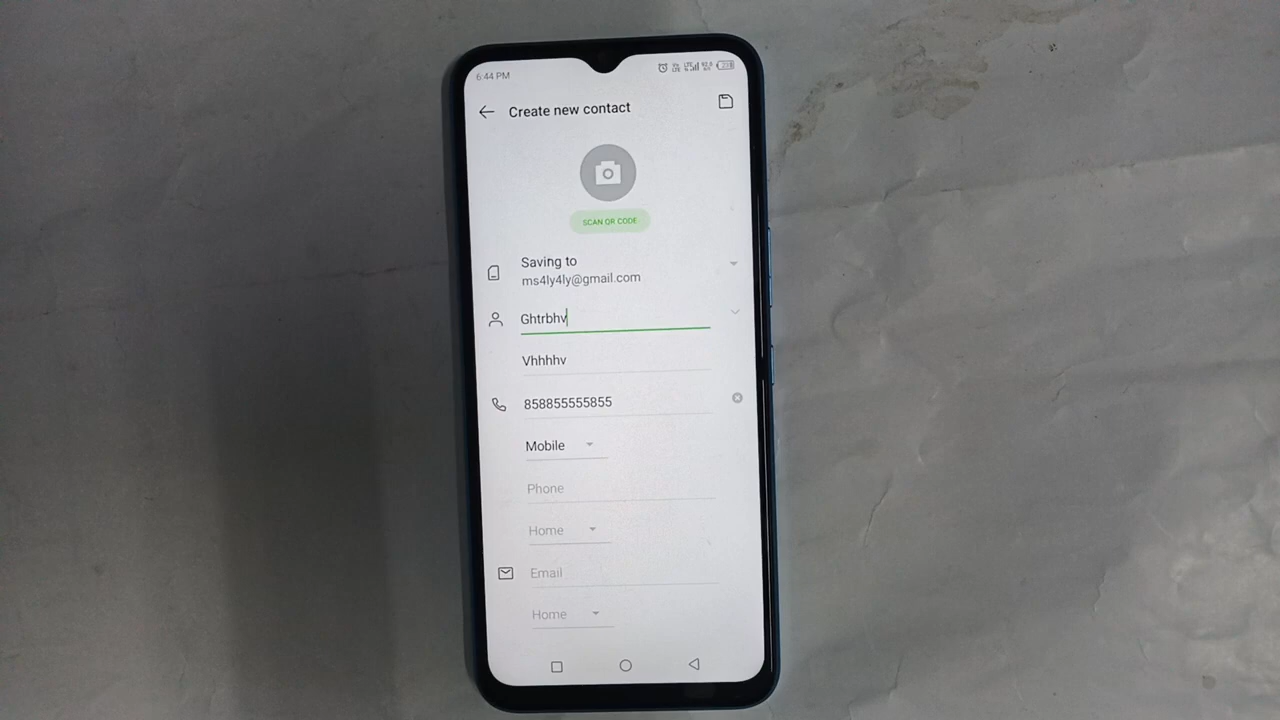 6:44 PM
Create new contact
SCAN QR CODE
Saving to
ms4ly4ly@gmail.com
Ghtrbhv
Vhhhhv
858855555855
Mobile
Phone
Home
Email
Home